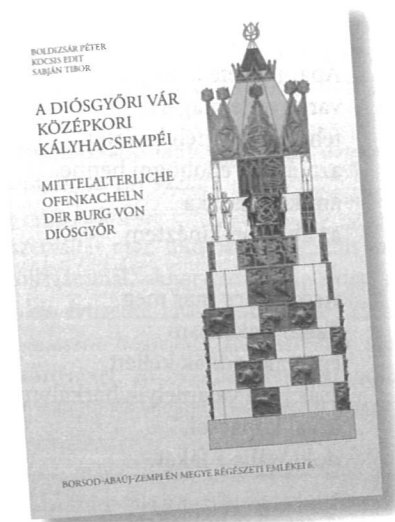 BOLDIZSÁR PÉTER
KOCSIS EDIT
SABJÁN TIBOR
A DIÓSGYŐRI VÁR
KÖZÉPKORI
KÁLYHACSEMPÉI
MITTELALTERLICHE
OFENKACHELN
DER BURG VON
DIÓSGYŐR
BORSOD-ABAÚJ-ZEMPLÉN MEGYE RÉGÉSZETI EMLÉKEI 6.